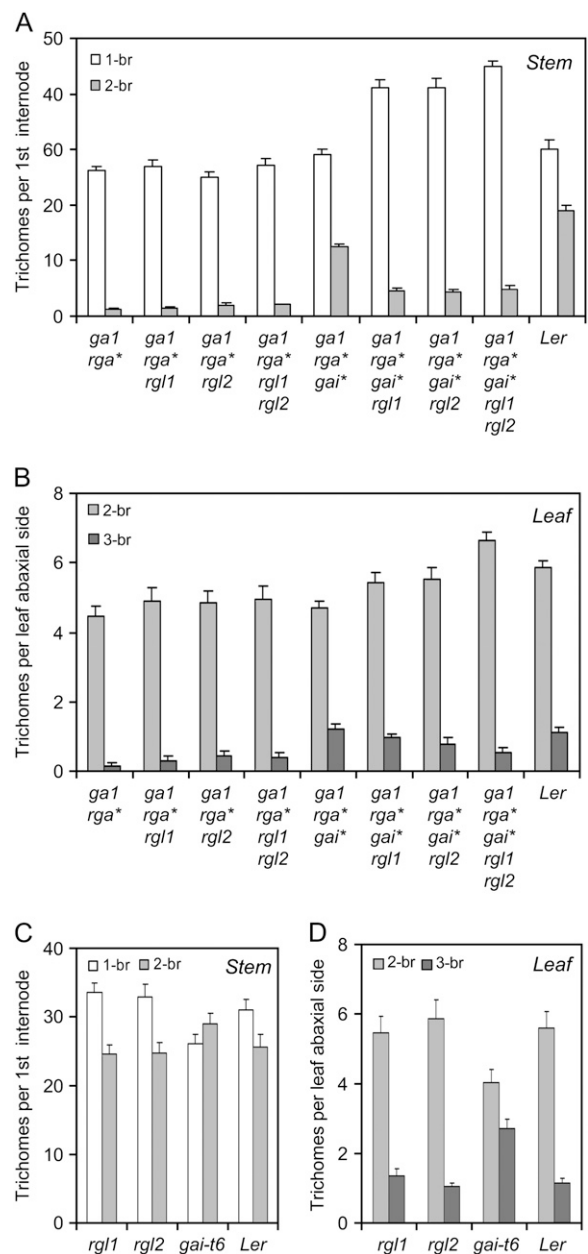 A
Trichomes per 1st internode
50
40
60
20
10
0
1-br
2-br
Stem
ga1 rga*
ga1 rga* rgl1
ga1 rga* rgl2
ga1 rga* rgl1 rgl2
ga1 rga* gai*
ga1 rga* gai* rgl1
ga1 rga* gai* rgl2
ga1 rga* gai* rgl1 rgl2
Ler
B
Trichomes per leaf abaxial side
8
6
4
2
0
2-br
3-br
Leaf
ga1 rga*
ga1 rga* rgl1
ga1 rga* rgl2
ga1 rga* rgl1 rgl2
ga1 rga* gai*
ga1 rga* gai* rgl1
ga1 rga* gai* rgl2
ga1 rga* gai* rgl1 rgl2
Ler
C
Trichomes per 1st internode
40
30
20
10
0
1-br
2-br
Stem
rgl1
rgl2
gai-t6
Ler
D
Trichomes per leaf abaxial side
8
6
4
2
0
2-br
3-br
Leaf
rgl1
rgl2
gai-t6
Ler